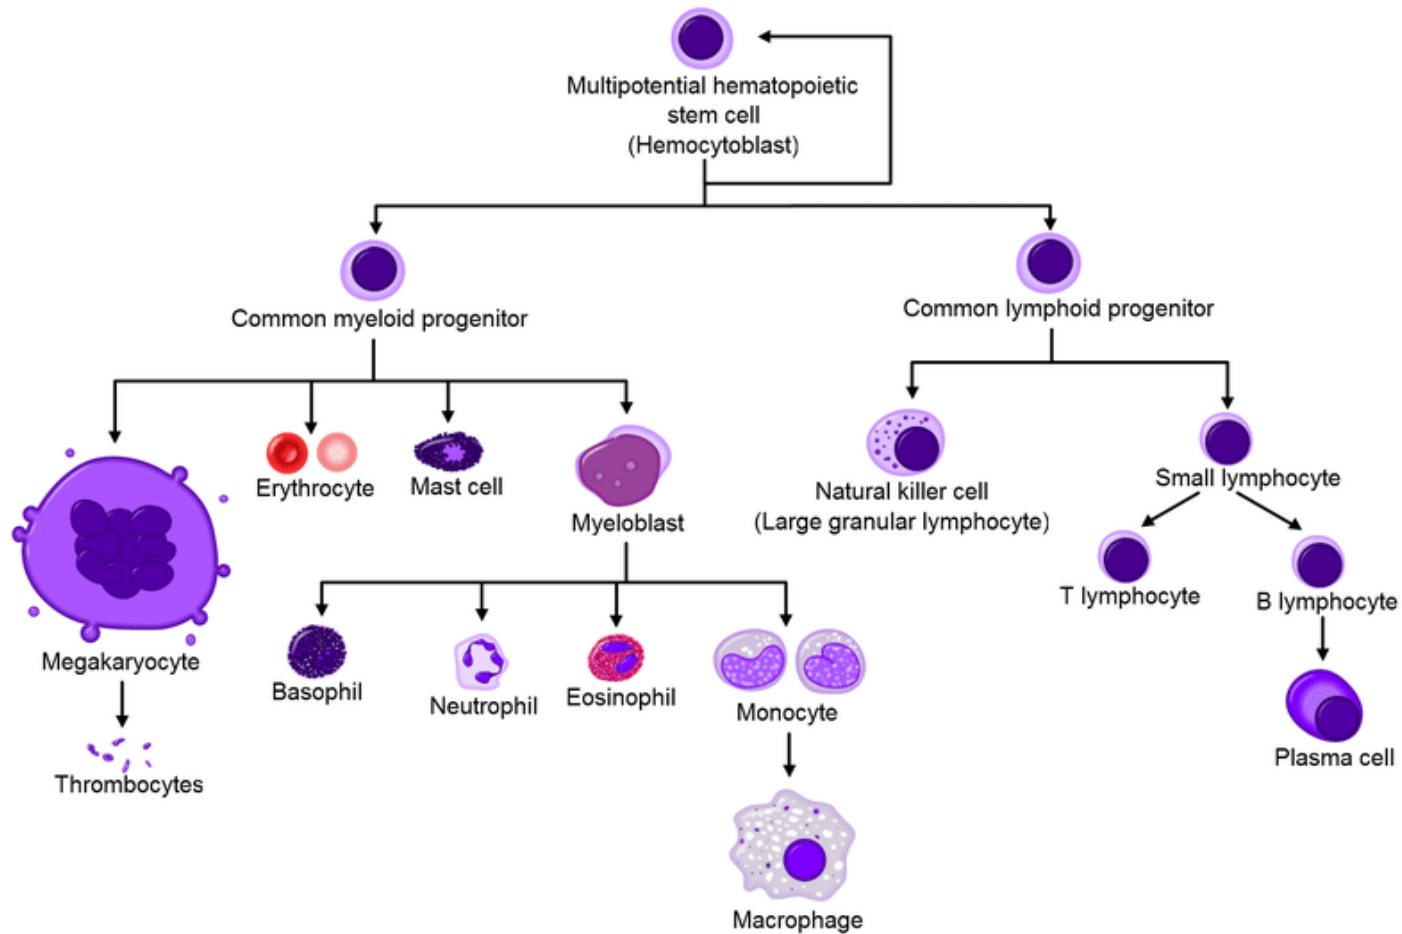 Multipotential hematopoietic
stem cell
(Hemocytoblast)
Common myeloid progenitor
Common lymphoid progenitor
Erythrocyte
Mast cell
Myeloblast
Natural killer cell
(Large granular lymphocyte)
Small lymphocyte
T lymphocyte
B lymphocyte
Megakaryocyte
Basophil
Neutrophil
Eosinophil
Monocyte
Plasma cell
Thrombocytes
Macrophage